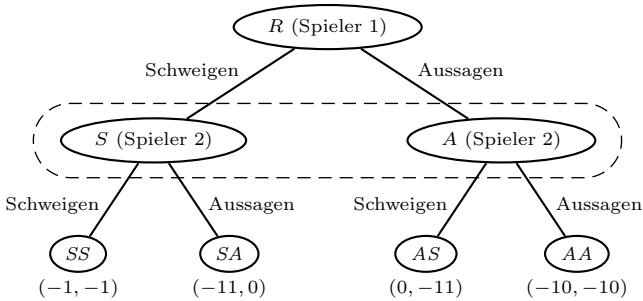 R (Spieler 1)
Schweigen Aussagen
S (Spieler 2) A (Spieler 2)
Schweigen Aussagen Schweigen Aussagen
SS SA AS AA
(−1, −1) (−11, 0) (0, −11) (−10, −10)